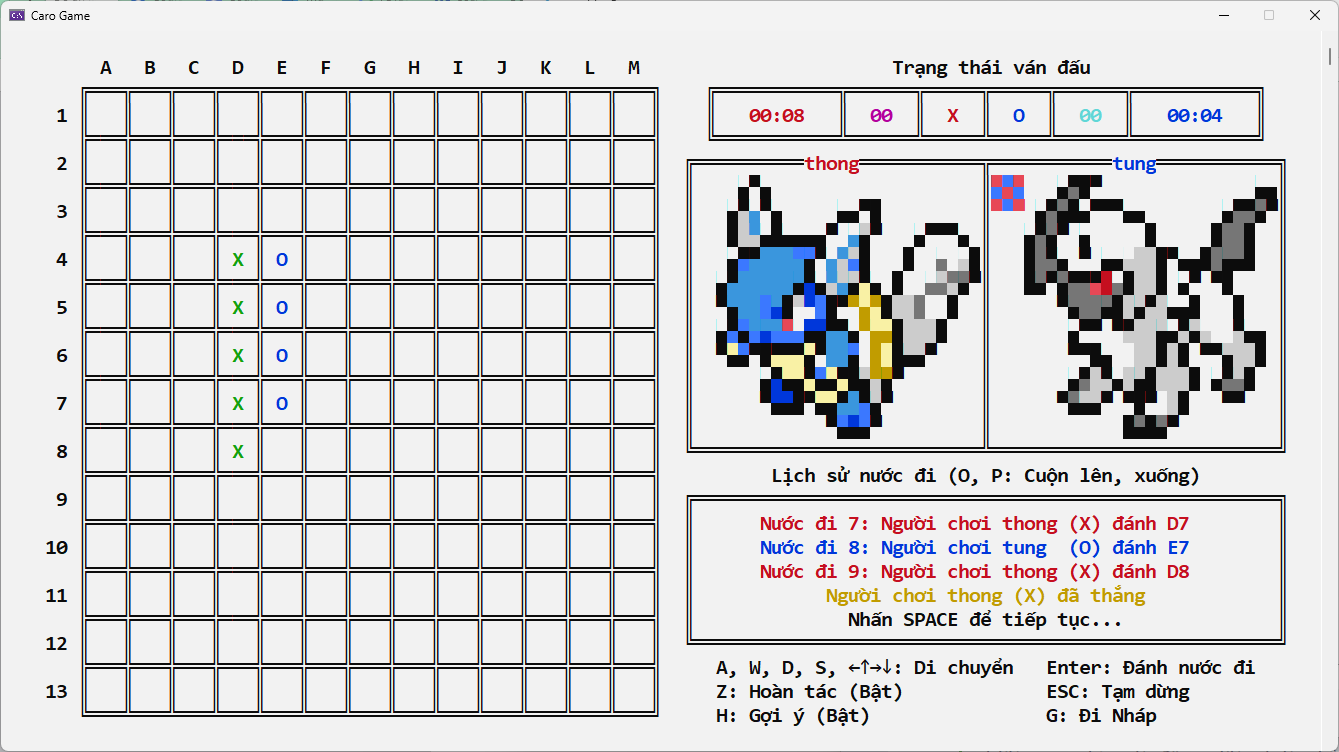 C:\ Caro Game
A B C D E F G H I J K L M
Trạng thái ván đấu
1
00:08 00 X O 00 00:04
2
thong tung
3
4 X O
5 X O
6 X O
7 X O
8 X
Lịch sử nước đi (O, P: Cuộn lên, xuống)
9
Nước đi 7: Người chơi thong (X) đánh D7
10
Nước đi 8: Người chơi tung (O) đánh E7
Nước đi 9: Người chơi thong (X) đánh D8
11
Người chơi thong (X) đã thắng
Nhấn SPACE để tiếp tục...
12
A, W, D, S, ←↑→↓: Di chuyển Enter: Đánh nước đi
13
Z: Hoàn tác (Bật) ESC: Tạm dừng
H: Gợi ý (Bật) G: Đi Nháp